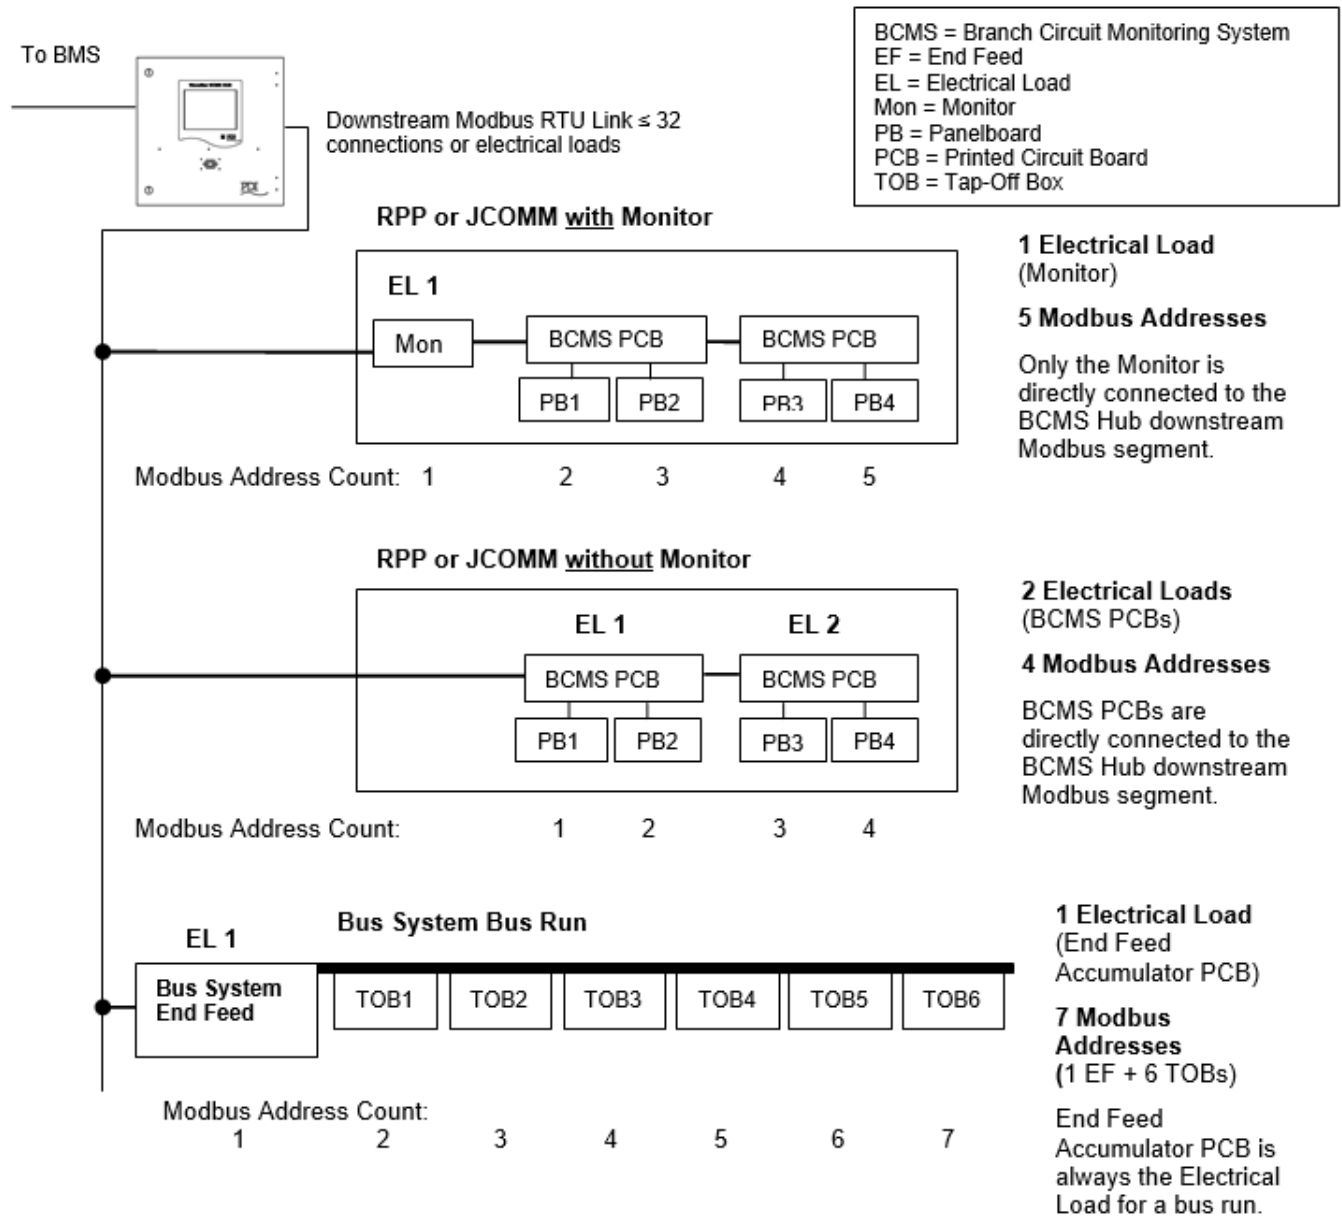 To BMS
BCMS = Branch Circuit Monitoring System
EF = End Feed
EL = Electrical Load
Mon = Monitor
PB = Panelboard
PCB = Printed Circuit Board
TOB = Tap-Off Box
Downstream Modbus RTU Link ≤ 32
connections or electrical loads
RPP or JCOMM with Monitor
EL 1
Mon
BCMS PCB
BCMS PCB
PB1
PB2
PB3
PB4
Modbus Address Count: 1 2 3 4 5
1 Electrical Load
(Monitor)
5 Modbus Addresses
Only the Monitor is
directly connected to the
BCMS Hub downstream
Modbus segment.
RPP or JCOMM without Monitor
EL 1
EL 2
BCMS PCB
BCMS PCB
PB1
PB2
PB3
PB4
Modbus Address Count: 1 2 3 4
2 Electrical Loads
(BCMS PCBs)
4 Modbus Addresses
BCMS PCBs are
directly connected to the
BCMS Hub downstream
Modbus segment.
EL 1
Bus System Bus Run
Bus System
End Feed
TOB1
TOB2
TOB3
TOB4
TOB5
TOB6
Modbus Address Count:
1 2 3 4 5 6 7
1 Electrical Load
(End Feed
Accumulator PCB)
7 Modbus
Addresses
(1 EF + 6 TOBs)
End Feed
Accumulator PCB is
always the Electrical
Load for a bus run.